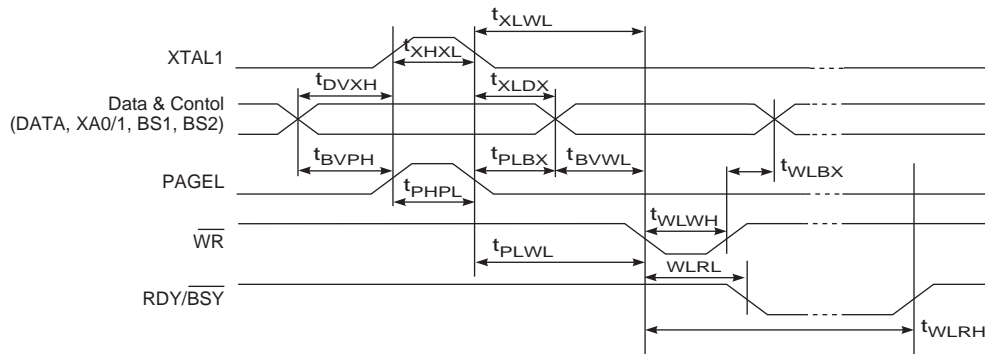 tXLWL
XTAL1
tXHXL
tDVXH
tXLDX
Data & Contol
(DATA, XA0/1, BS1, BS2)
tBVPH
tPLBX
tBVWL
tWLBX
PAGEL
tPHPL
tWLWH
WR
tPLWL
WLRL
RDY/BSY
tWLRH